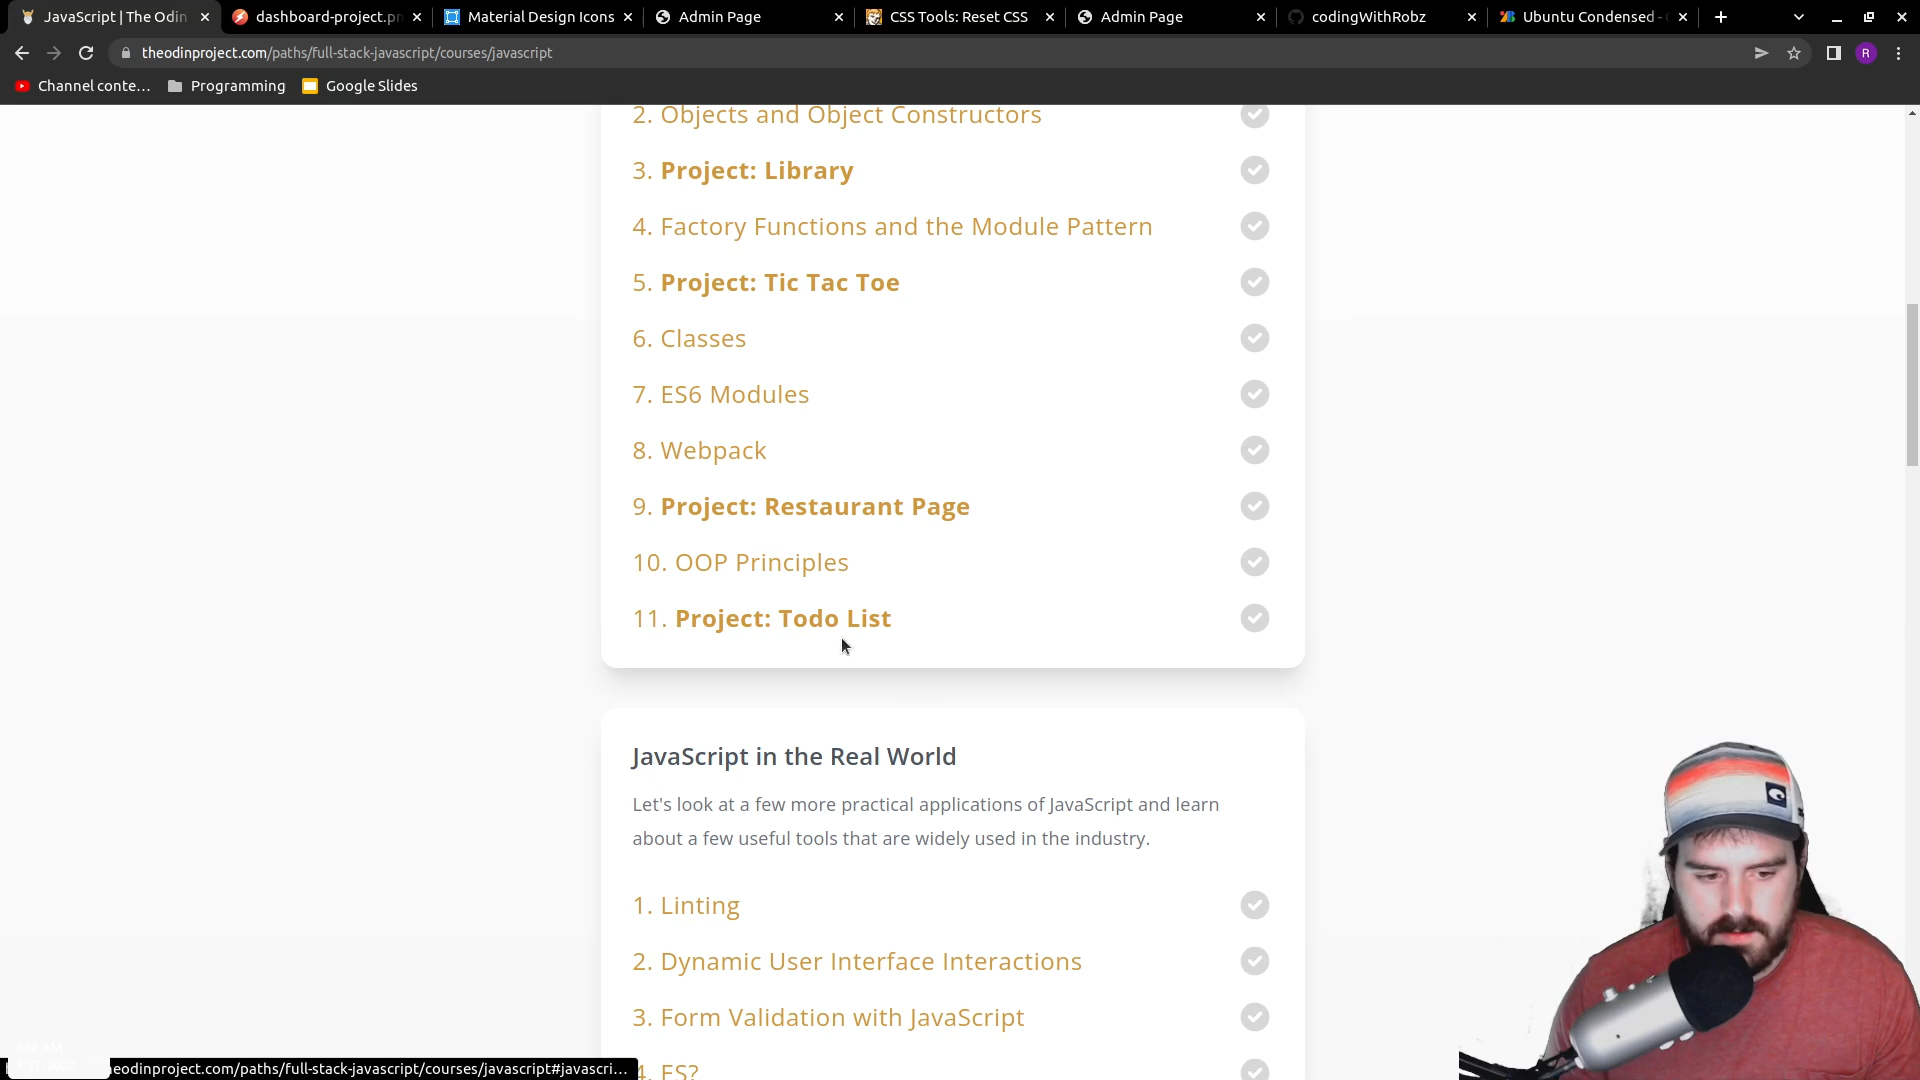 JavaScript | The Odin
dashboard-project.pn
Material Design Icons
Admin Page
CSS Tools: Reset CSS
Admin Page
codingWithRobz
Ubuntu Condensed -
theodinproject.com/paths/full-stack-javascript/courses/javascript
R
Channel conte...
Programming
Google Slides
2. Objects and Object Constructors
3. Project: Library
4. Factory Functions and the Module Pattern
5. Project: Tic Tac Toe
6. Classes
7. ES6 Modules
8. Webpack
9. Project: Restaurant Page
10. OOP Principles
11. Project: Todo List
JavaScript in the Real World
Let's look at a few more practical applications of JavaScript and learn
about a few useful tools that are widely used in the industry.
1. Linting
2. Dynamic User Interface Interactions
3. Form Validation with JavaScript
4. ES?
eodinproject.com/paths/full-stack-javascript/courses/javascript#javascri...